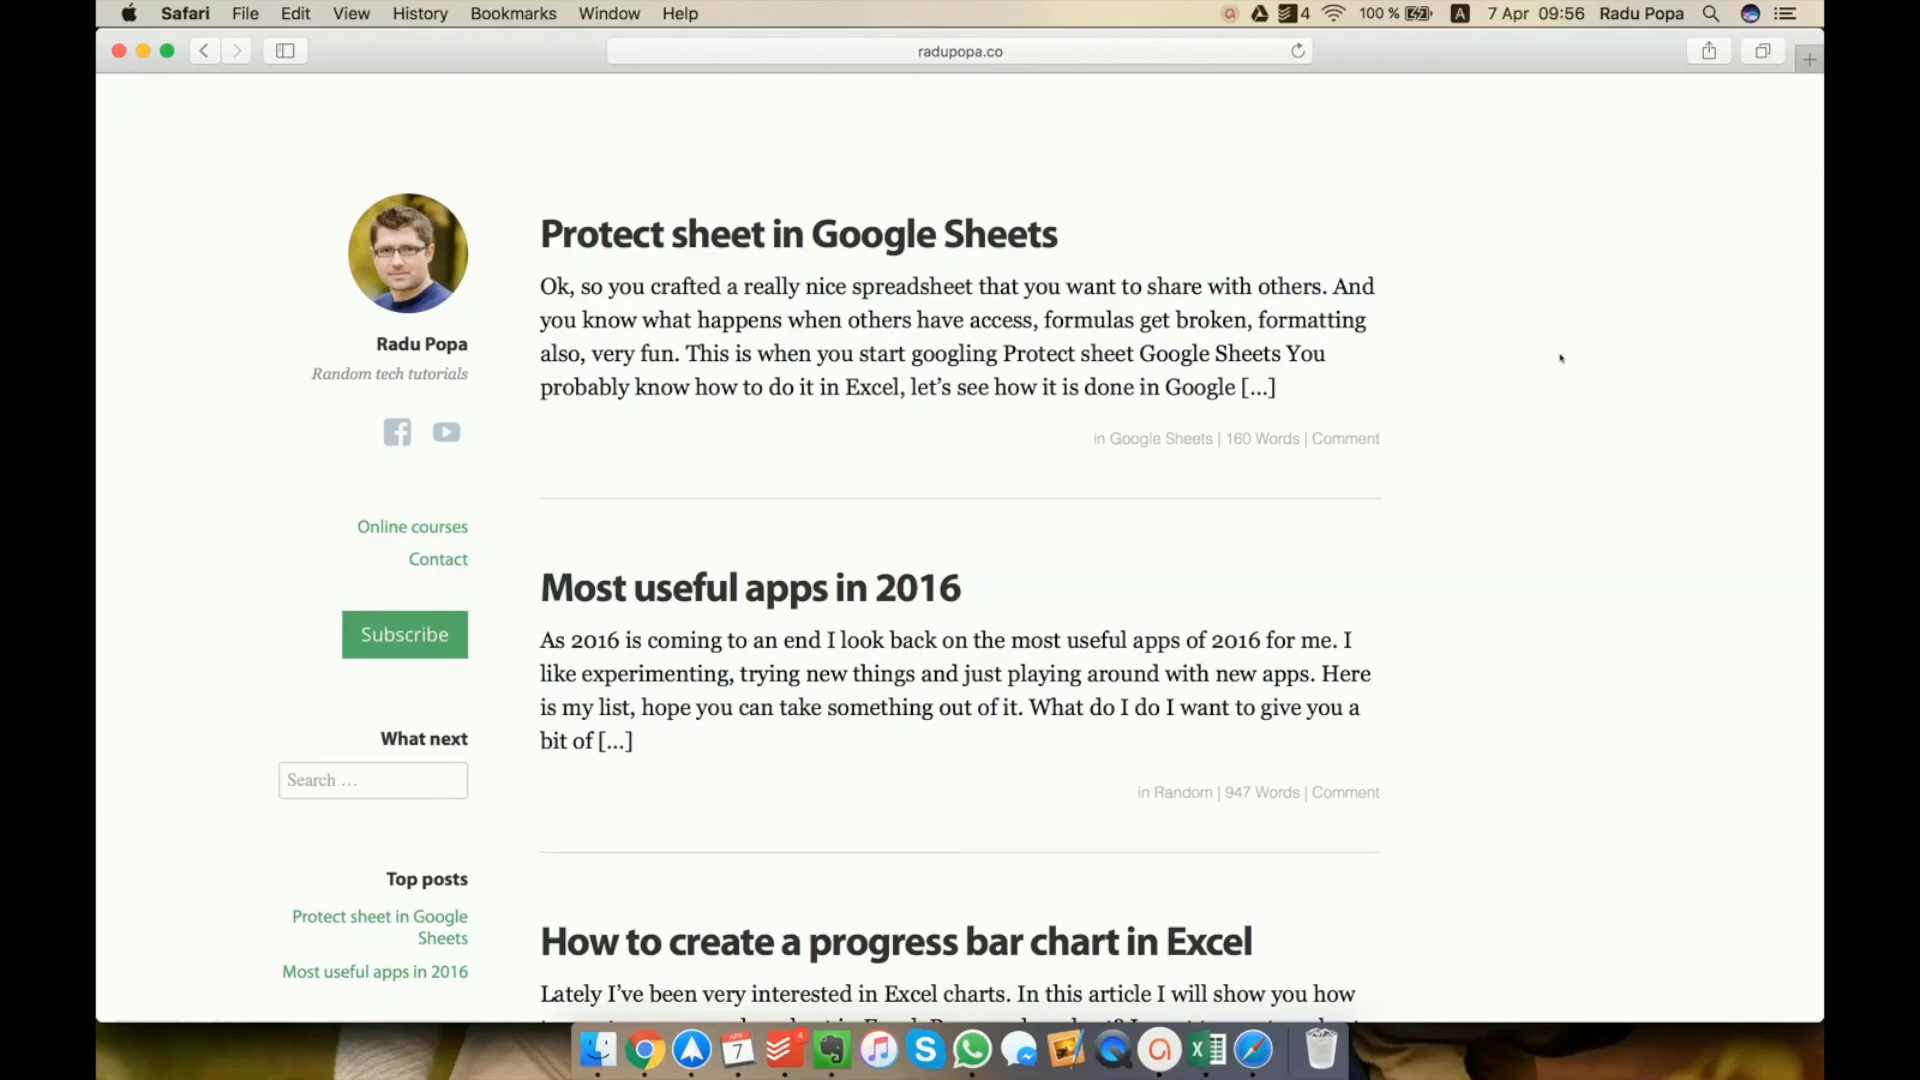 Safari File Edit View History Bookmarks Window Help 4 100 % A 7 Apr 09:56 Radu Popa
radupopa.co
Radu Popa
Random tech tutorials
Online courses
Contact
Subscribe
What next
Search …
Top posts
Protect sheet in Google
Sheets
Most useful apps in 2016
Protect sheet in Google Sheets
Ok, so you crafted a really nice spreadsheet that you want to share with others. And
you know what happens when others have access, formulas get broken, formatting
also, very fun. This is when you start googling Protect sheet Google Sheets You
probably know how to do it in Excel, let’s see how it is done in Google […]
in Google Sheets | 160 Words | Comment
Most useful apps in 2016
As 2016 is coming to an end I look back on the most useful apps of 2016 for me. I
like experimenting, trying new things and just playing around with new apps. Here
is my list, hope you can take something out of it. What do I do I want to give you a
bit of […]
in Random | 947 Words | Comment
How to create a progress bar chart in Excel
Lately I’ve been very interested in Excel charts. In this article I will show you how
APR
7
4